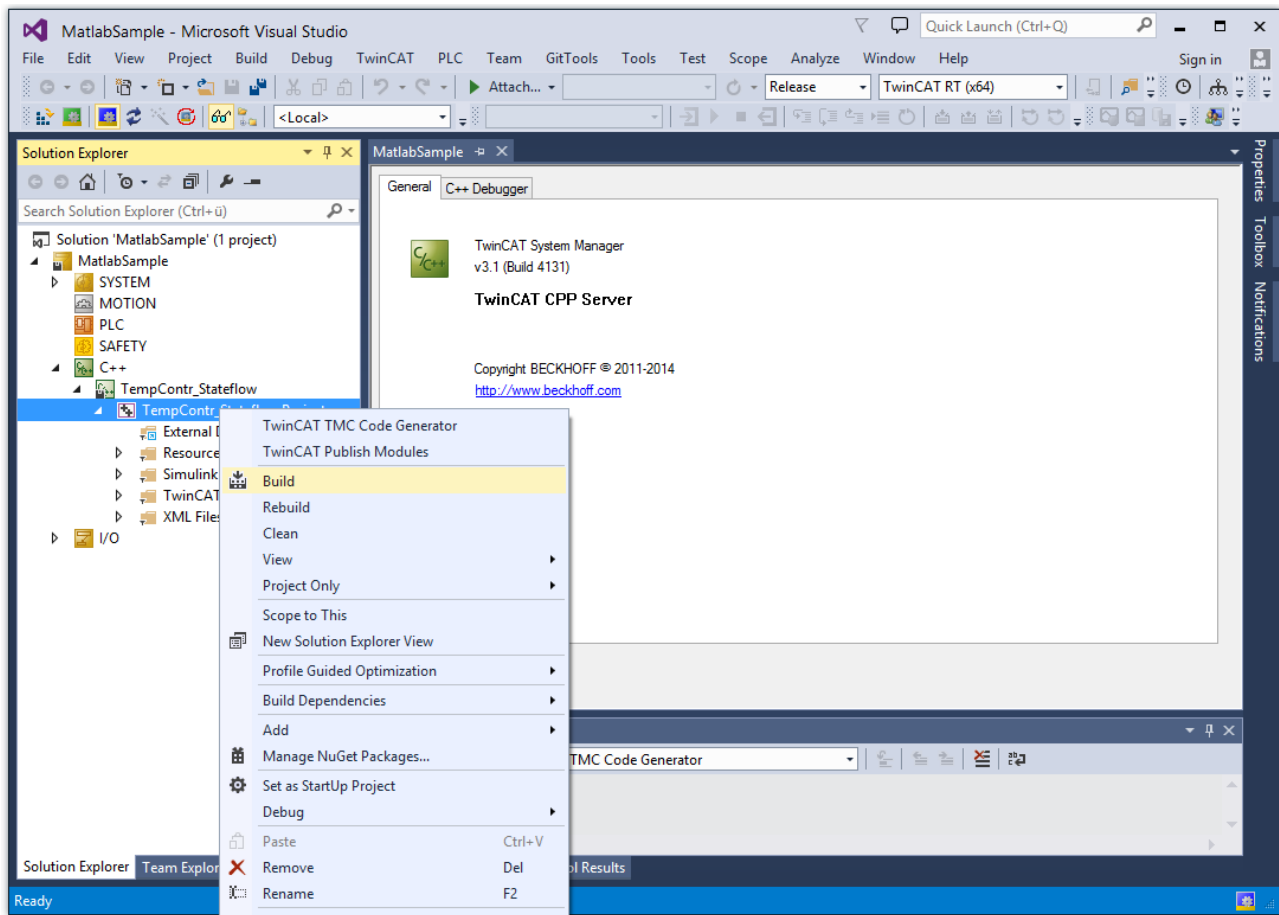 MatlabSample - Microsoft Visual Studio
Quick Launch (Ctrl+Q)
File Edit View Project Build Debug TwinCAT PLC Team GitTools Tools Test Scope Analyze Window Help Sign in
Attach... Release TwinCAT RT (x64)
<Local>
Solution Explorer
MatlabSample
Properties
Toolbox
Notifications
Search Solution Explorer (Ctrl+ü)
Solution 'MatlabSample' (1 project)
MatlabSample
SYSTEM
MOTION
PLC
SAFETY
C++
TempContr_Stateflow
TempContr_
External
Resource
Simulink
TwinCAT
XML Files
I/O
General C++ Debugger
C/C++
TwinCAT System Manager
v3.1 (Build 4131)
TwinCAT CPP Server
Copyright BECKHOFF © 2011-2014
http://www.beckhoff.com
TwinCAT TMC Code Generator
TwinCAT Publish Modules
Build
Rebuild
Clean
View
Project Only
Scope to This
New Solution Explorer View
Profile Guided Optimization
Build Dependencies
Add
Manage NuGet Packages...
Set as StartUp Project
Debug
Paste Ctrl+V
Remove Del
Rename F2
TMC Code Generator
Solution Explorer Team Explor
ol Results
Ready